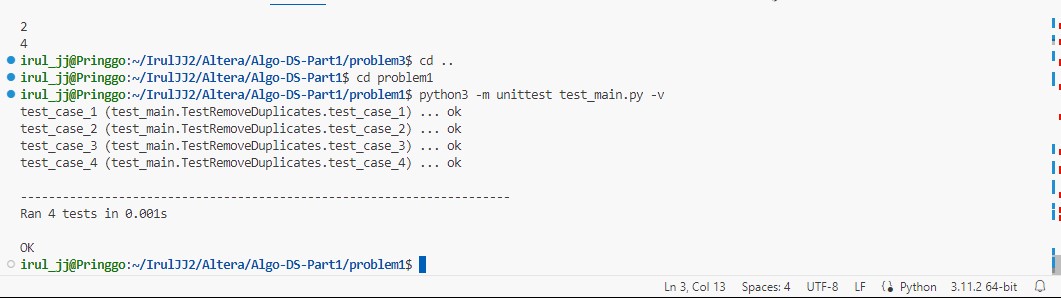 2
4
irul_jj@Pringgo:~/IrulJJ2/Altera/Algo-DS-Part1/problem3$ cd ..
irul_jj@Pringgo:~/IrulJJ2/Altera/Algo-DS-Part1$ cd problem1
irul_jj@Pringgo:~/IrulJJ2/Altera/Algo-DS-Part1/problem1$ python3 -m unittest test_main.py -v
test_case_1 (test_main.TestRemoveDuplicates.test_case_1) ... ok
test_case_2 (test_main.TestRemoveDuplicates.test_case_2) ... ok
test_case_3 (test_main.TestRemoveDuplicates.test_case_3) ... ok
test_case_4 (test_main.TestRemoveDuplicates.test_case_4) ... ok
----------------------------------------------------------------------
Ran 4 tests in 0.001s
OK
irul_jj@Pringgo:~/IrulJJ2/Altera/Algo-DS-Part1/problem1$
Ln 3, Col 13 Spaces: 4 UTF-8 LF Python 3.11.2 64-bit